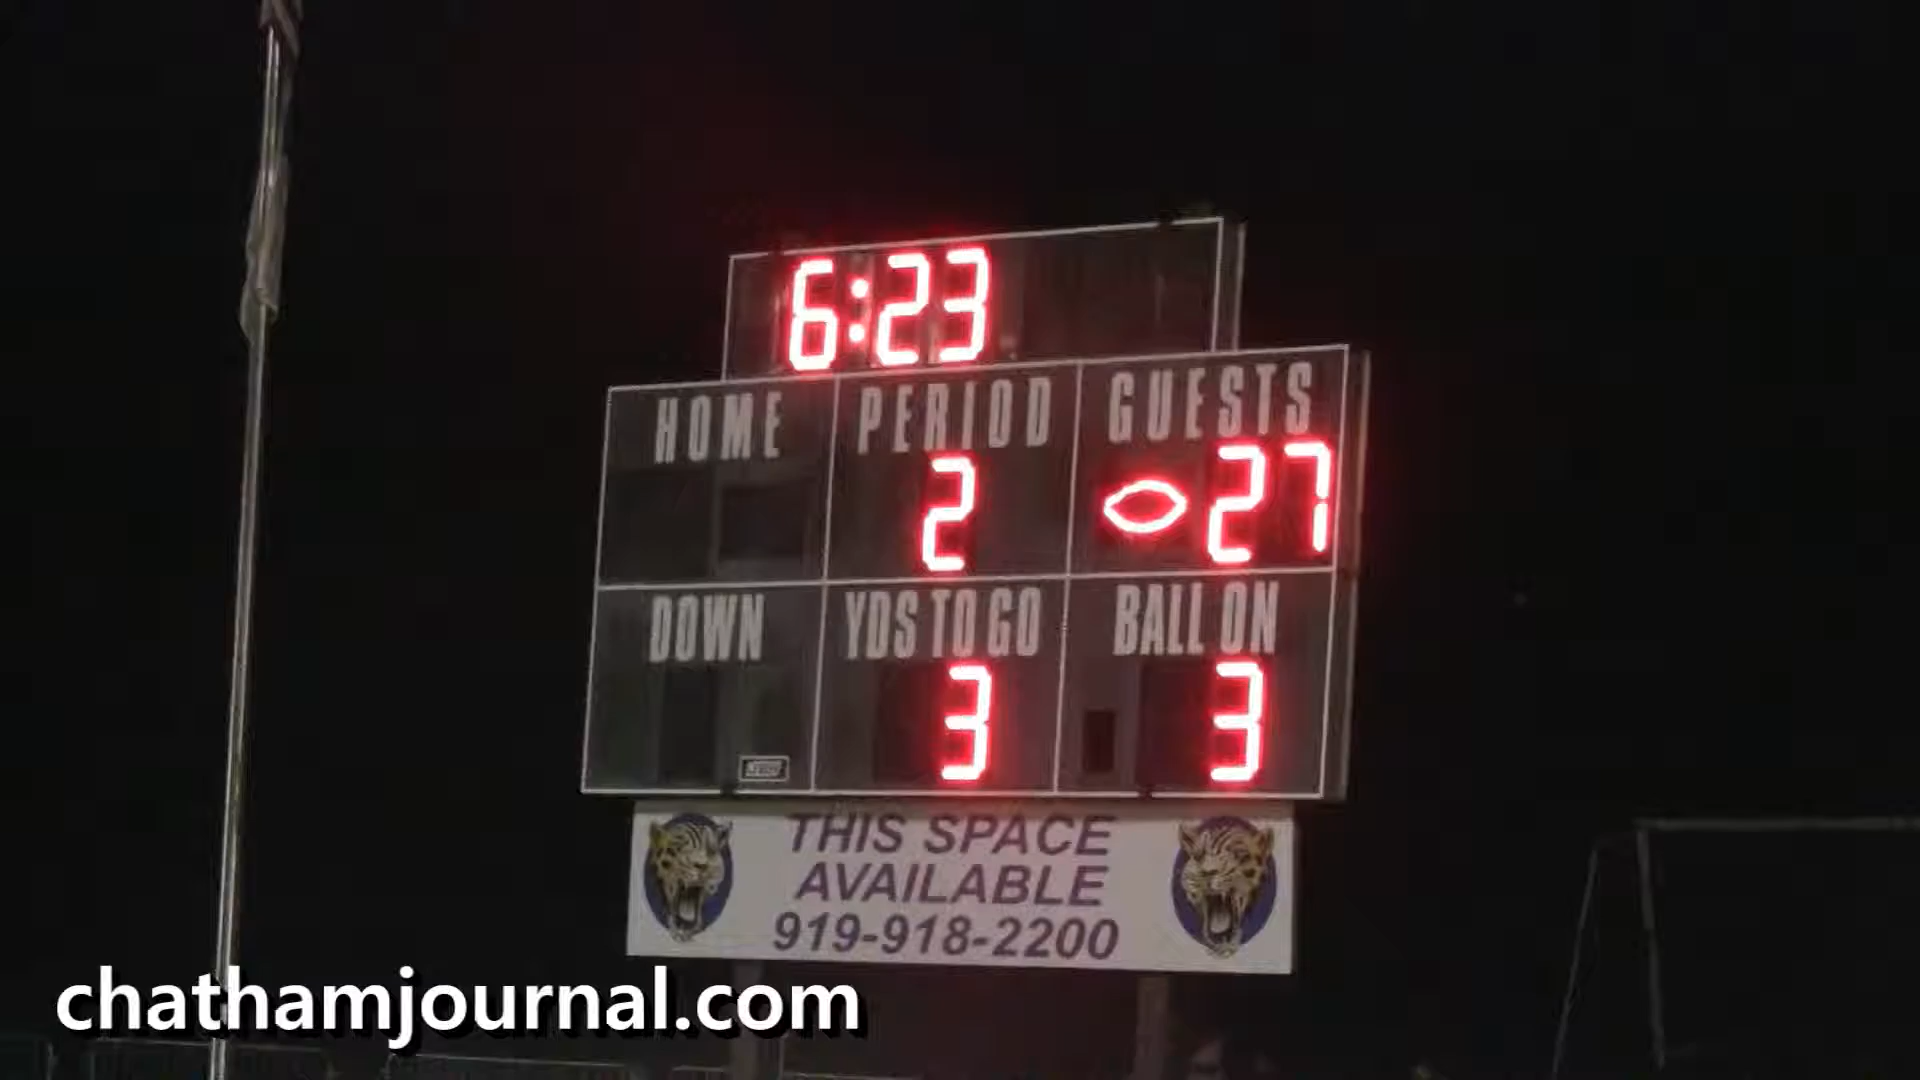 6:23
HOME PERIOD GUESTS
2 27
DOWN YDS TO GO BALL ON
3 3
THIS SPACE
AVAILABLE
919-918-2200
chathamjournal.com